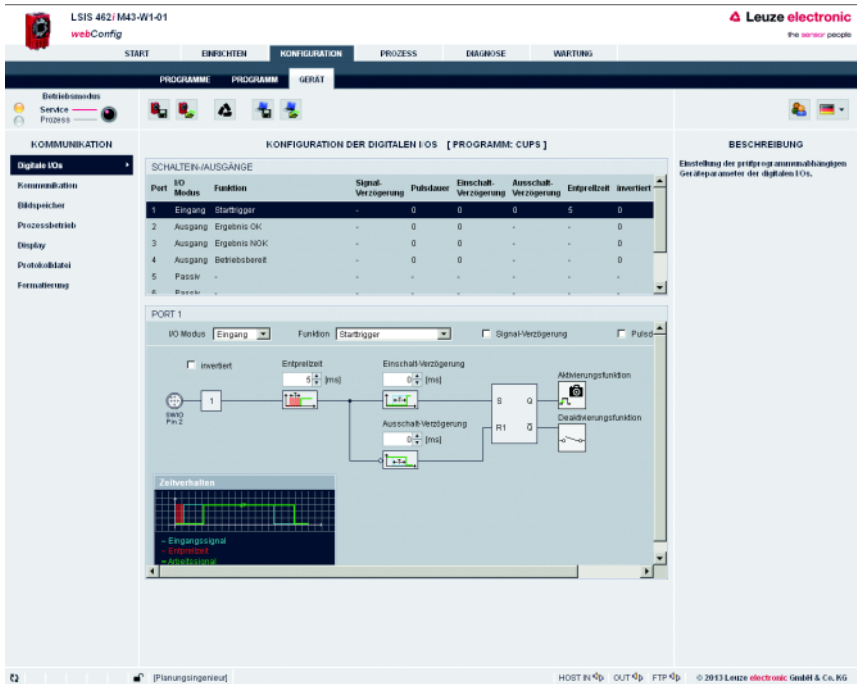 LSIS 462i M43-W1-01
webConfig
Leuze electronic
the sensor people
START EINRICHTEN KONFIGURATION PROZESS DIAGNOSE WARTUNG
PROGRAMME PROGRAMM GERÄT
Betriebsmodus
Service
Prozess
KOMMUNIKATION
Digitale I/Os
Kommunikation
Bildspeicher
Prozessbetrieb
Display
Protokolldatei
Formatierung
KONFIGURATION DER DIGITALEN I/OS [ PROGRAMM: CUPS ]
SCHALTEIN-/AUSGÄNGE
Port I/O Modus Funktion Signal-Verzögerung Pulsdauer Einschalt-Verzögerung Ausschalt-Verzögerung Entprellzeit invertiert
1 Eingang Starttrigger - 0 0 0 5 0
2 Ausgang Ergebnis OK - 0 0 - - 0
3 Ausgang Ergebnis NOK - 0 0 - - 0
4 Ausgang Betriebsbereit - 0 0 - - 0
5 Passiv - - - - - - -
6 Passiv - - - - - - -
PORT 1
I/O Modus Eingang Funktion Starttrigger Signal-Verzögerung Pulsd
invertiert
Entprellzeit
5 [ms]
Einschalt-Verzögerung
0 [ms]
Ausschalt-Verzögerung
0 [ms]
SWIO
Pin 2
1
S Q
R1 Q
Aktivierungsfunktion
Deaktivierungsfunktion
Zeitverhalten
- Eingangssignal
- Entprellzeit
- Arbeitssignal
BESCHREIBUNG
Einstellung der prüfprogrammunabhängigen
Geräteparameter der digitalen I/Os.
[Planungsingenieur] HOST IN OUT FTP © 2013 Leuze electronic GmbH & Co. KG